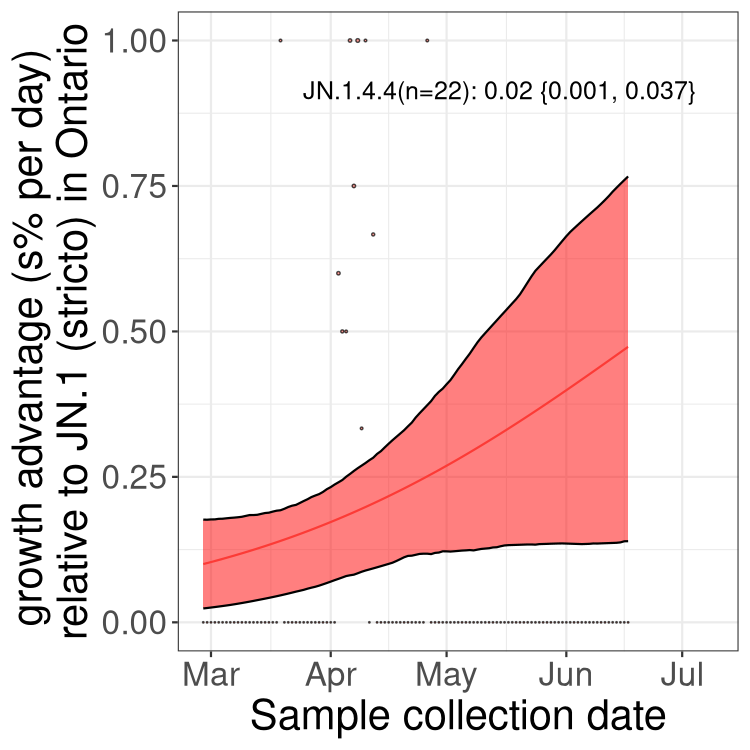 growth advantage (s% per day)
relative to JN.1 (stricto) in Ontario
1.00
0.75
0.50
0.25
0.00
JN.1.4.4(n=22): 0.02 {0.001, 0.037}
Mar Apr May Jun Jul
Sample collection date